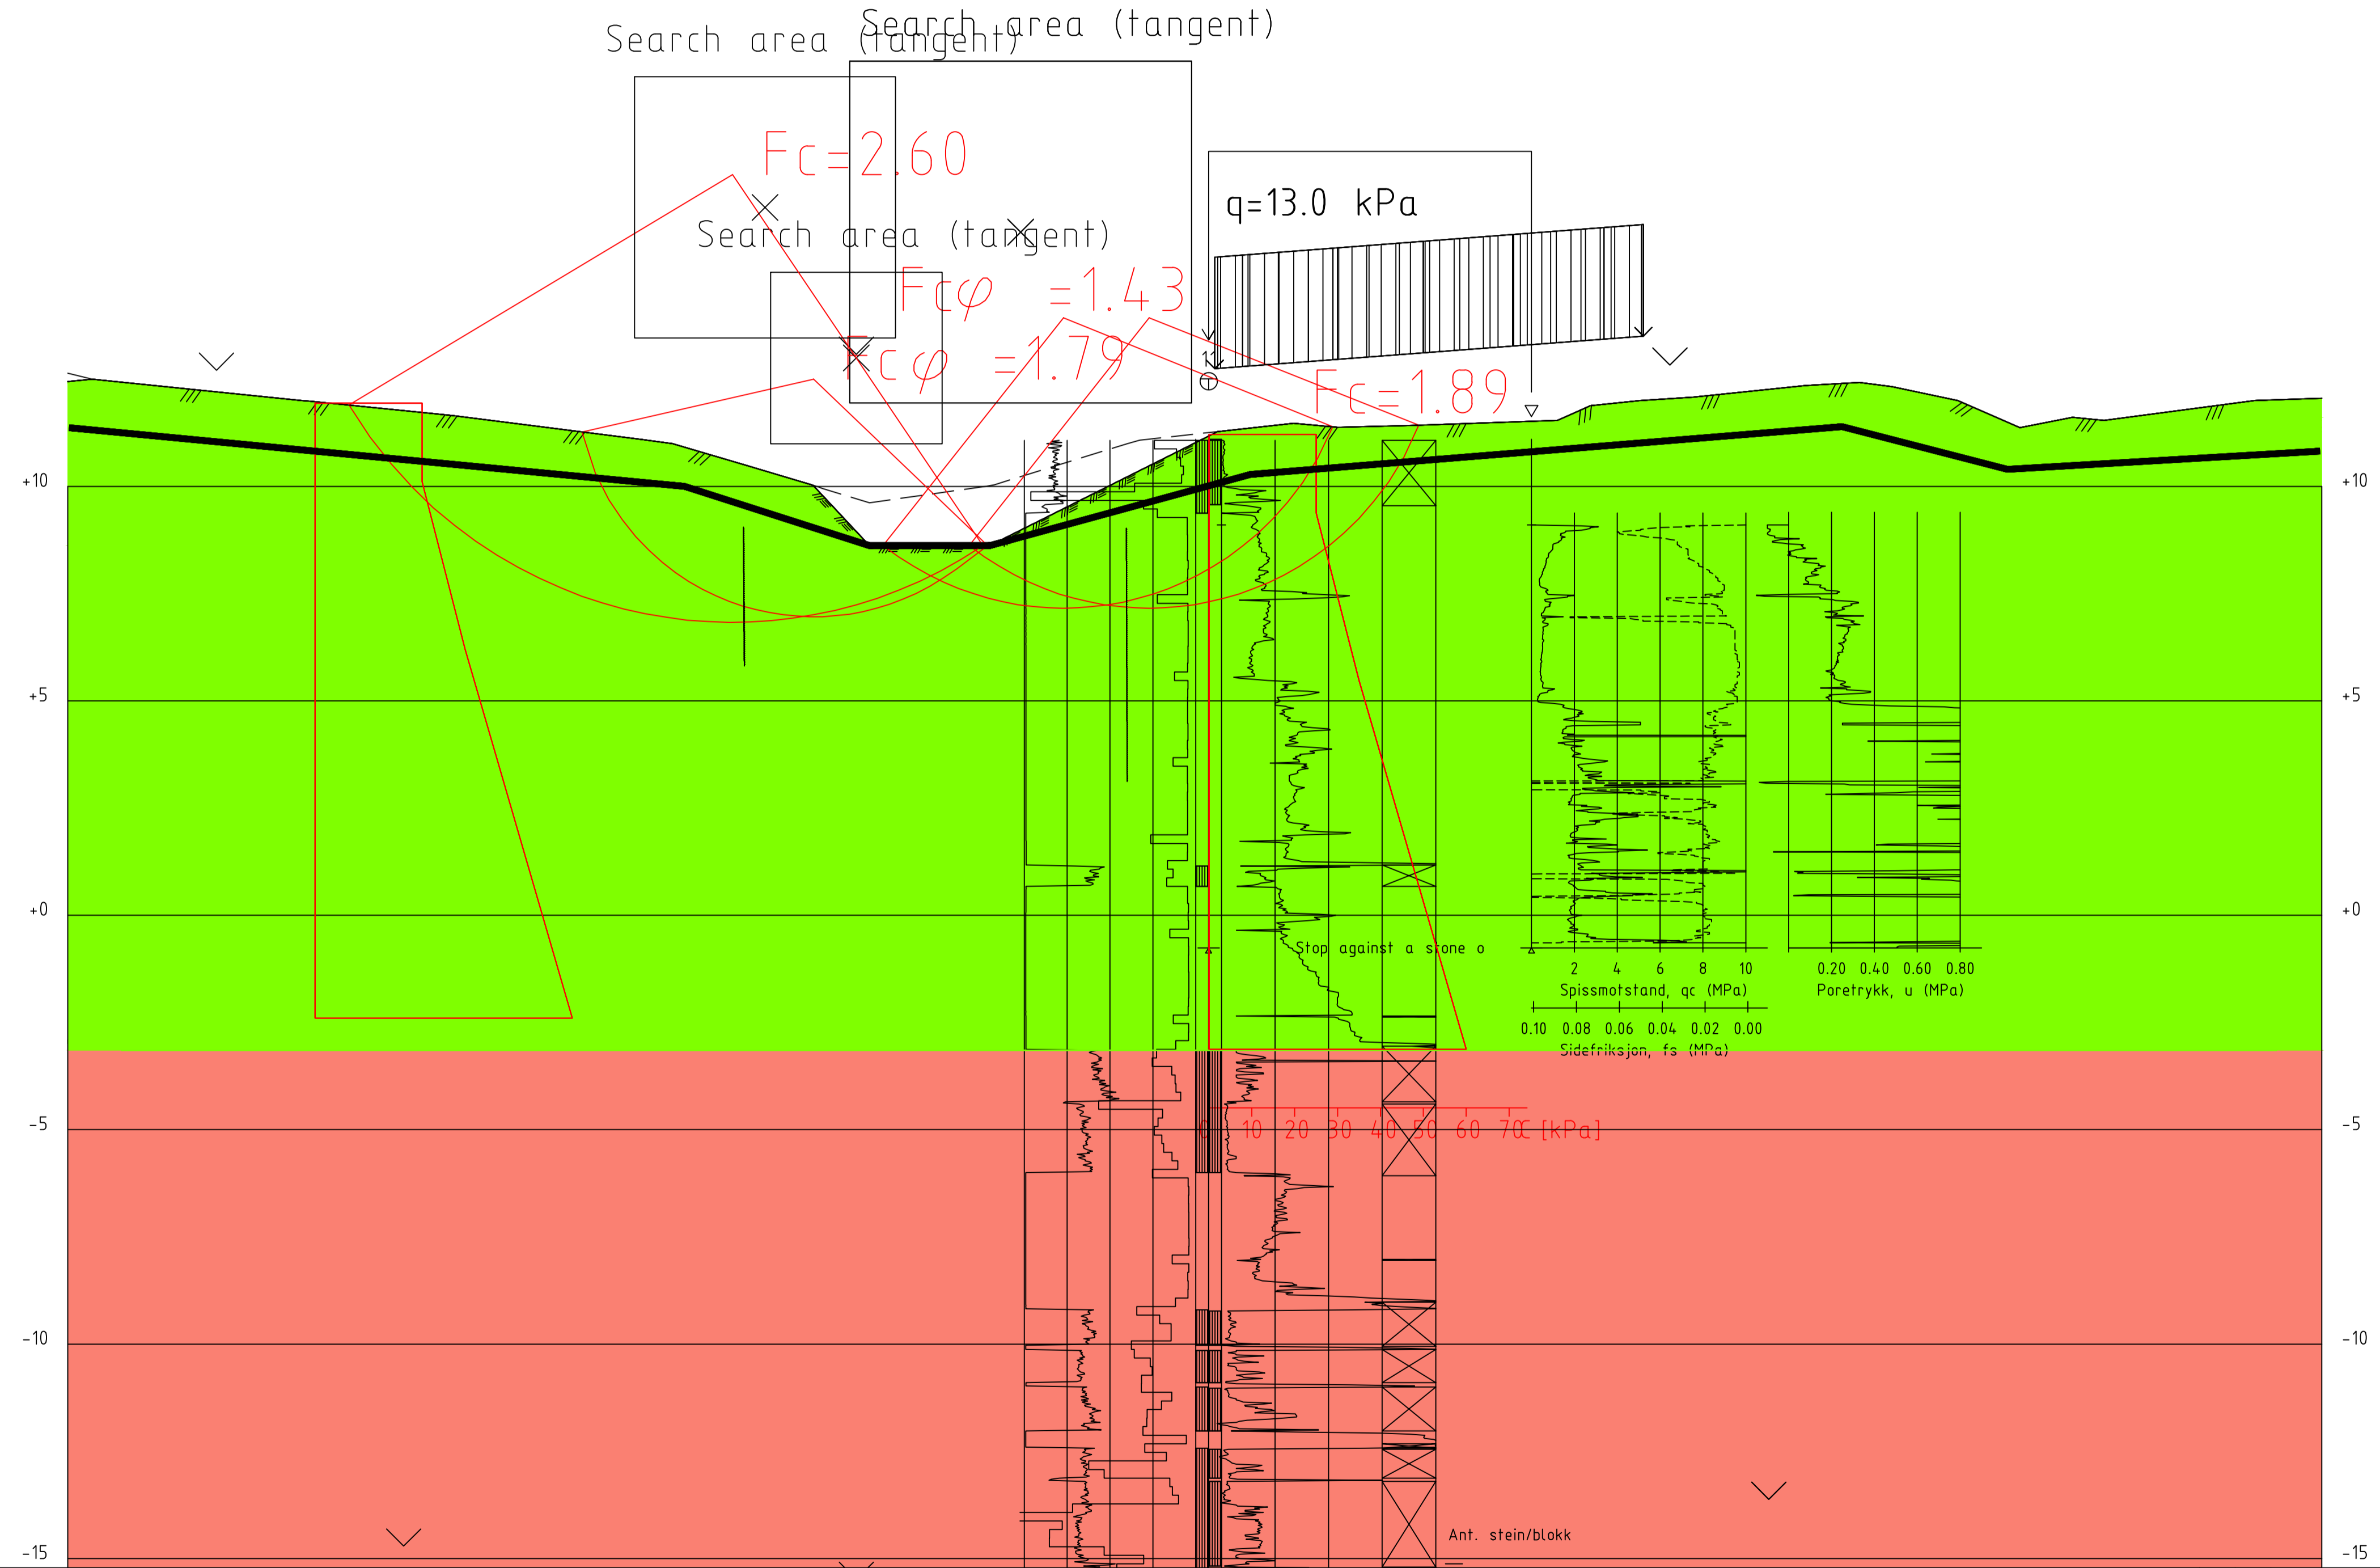 Search area (tangent)
Search area (tangent)
Fc=2.60
q=13.0 kPa
Search area (tangent)
Fcφ =1.43
Fcφ =1.79
Fc=1.89
+10 +10
+5 +5
+0 +0
Stop against a stone o
2 4 6 8 10
0.20 0.40 0.60 0.80
Spissmotstand, qc (MPa)
Poretrykk, u (MPa)
0.10 0.08 0.06 0.04 0.02 0.00
Sidefriksjon, fs (MPa)
-5 -5
0 10 20 30 40 50 60 70 C [kPa]
-10 -10
Ant. stein/blokk
-15 -15